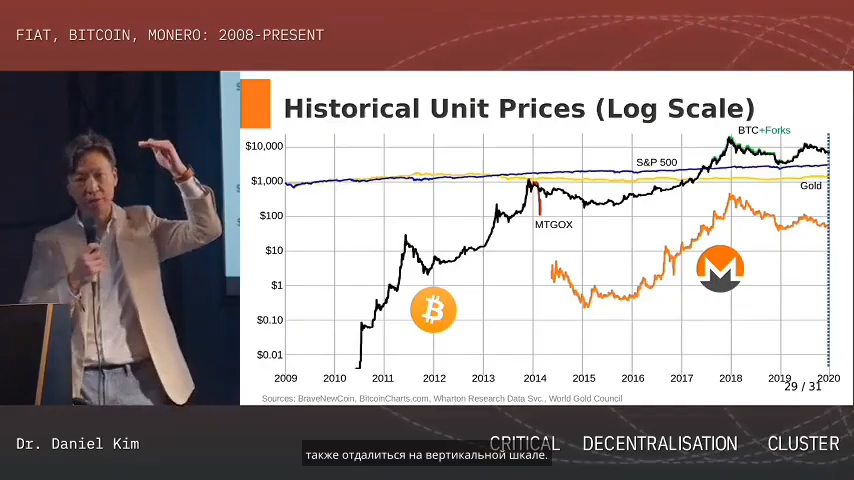 FIAT, BITCOIN, MONERO: 2008-PRESENT
Historical Unit Prices (Log Scale)
BTC+Forks
$10,000
S&P 500
$1,000
Gold
$100
MTGOX
$10
$1
$0.10
$0.01
2009 2010 2011 2012 2013 2014 2015 2016 2017 2018 2019 2020
29 / 31
Sources: BraveNewCoin, BitcoinCharts.com, Wharton Research Data Svc., World Gold Council
Dr. Daniel Kim
CRITICAL DECENTRALISATION CLUSTER
также отдалиться на вертикальной шкале.